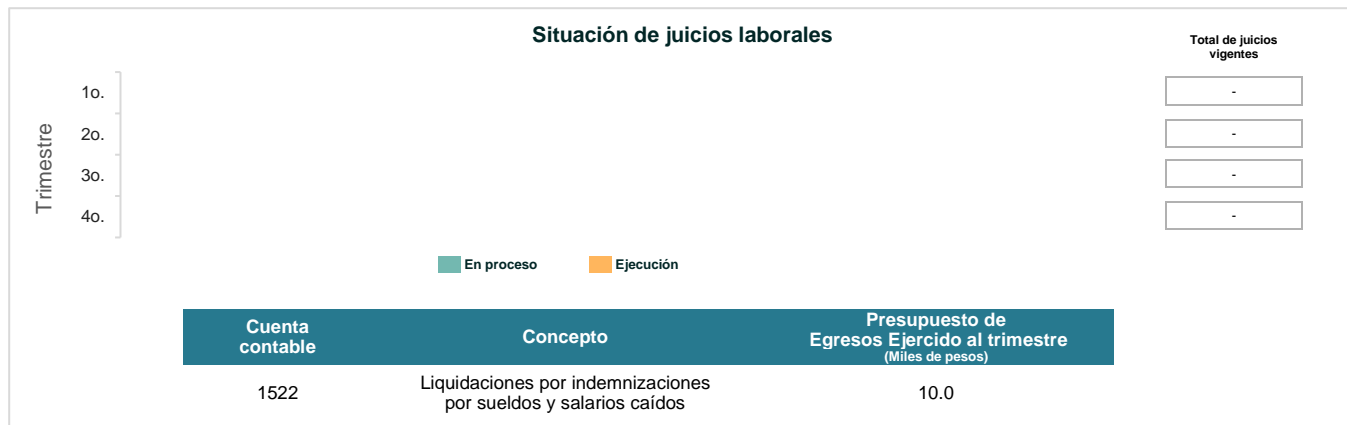 Situación de juicios laborales
Total de juicios
vigentes
Trimestre
1o.
-
2o.
-
3o.
-
4o.
-
En proceso
Ejecución
Cuenta
contable
Concepto
Presupuesto de
Egresos Ejercido al trimestre
(Miles de pesos)
1522
Liquidaciones por indemnizaciones
por sueldos y salarios caídos
10.0